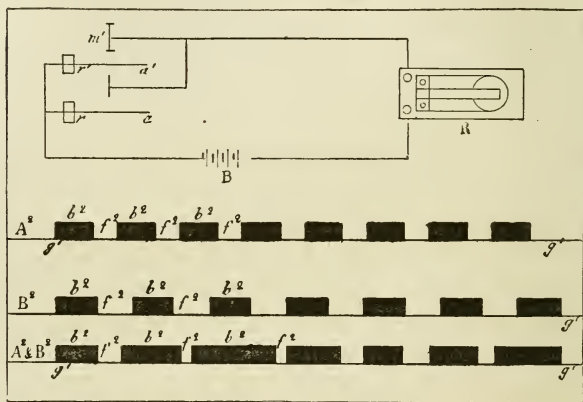 m'
r' a'
r a
R
B
b² b² b²
A² f² f² f²
g' g'
b² b² b²
B² f² f²
g'
b² b² b²
A² & B² f² f² f²
g' g'